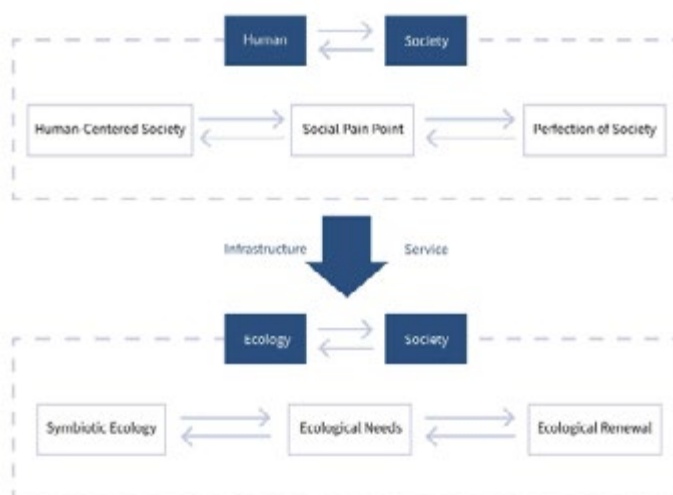 Human
Society
Human-Centered Society
Social Pain Point
Perfection of Society
Infrastructure
Service
Ecology
Society
Symbiotic Ecology
Ecological Needs
Ecological Renewal